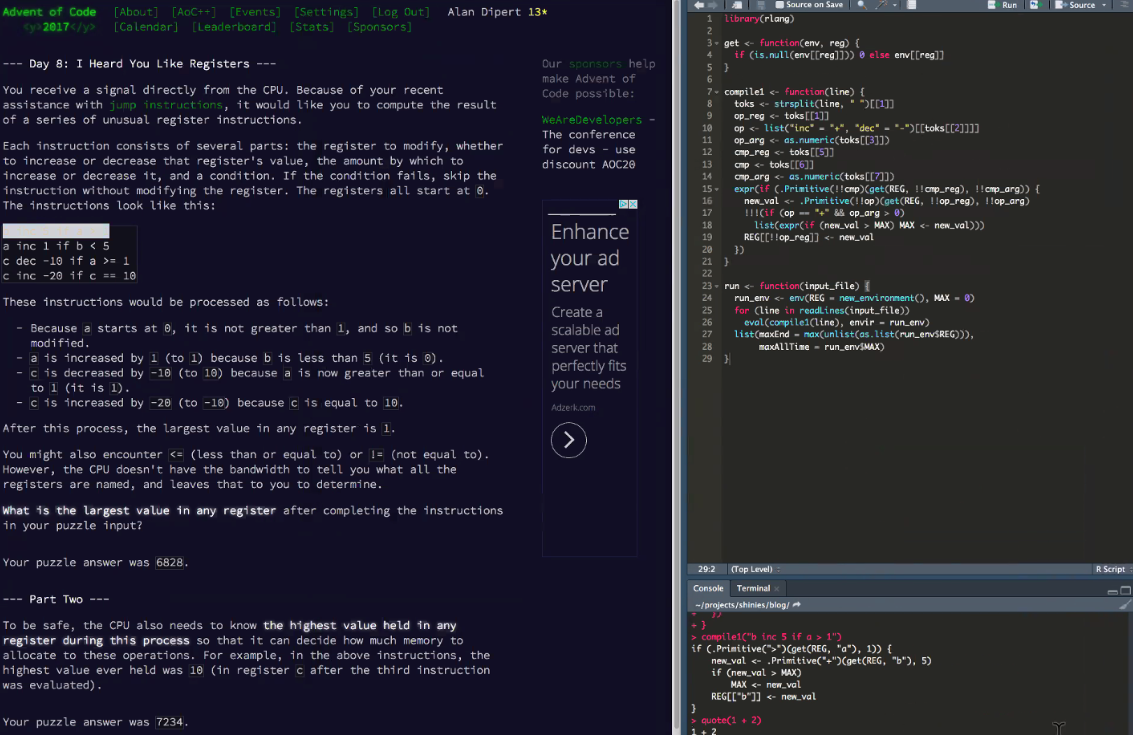 Advent of Code [About] [AoC++] [Events] [Settings] [Log Out] Alan Dipert 13*
<y>2017</y> [Calendar] [Leaderboard] [Stats] [Sponsors]
--- Day 8: I Heard You Like Registers ---
You receive a signal directly from the CPU. Because of your recent
assistance with jump instructions, it would like you to compute the result
of a series of unusual register instructions.
Each instruction consists of several parts: the register to modify, whether
to increase or decrease that register's value, the amount by which to
increase or decrease it, and a condition. If the condition fails, skip the
instruction without modifying the register. The registers all start at 0.
The instructions look like this:
a inc 1 if b < 5
c dec -10 if a >= 1
c inc -20 if c == 10
These instructions would be processed as follows:
- Because a starts at 0, it is not greater than 1, and so b is not
modified.
- a is increased by 1 (to 1) because b is less than 5 (it is 0).
- c is decreased by -10 (to 10) because a is now greater than or equal
to 1 (it is 1).
- c is increased by -20 (to -10) because c is equal to 10.
After this process, the largest value in any register is 1.
You might also encounter <= (less than or equal to) or != (not equal to).
However, the CPU doesn't have the bandwidth to tell you what all the
registers are named, and leaves that to you to determine.
What is the largest value in any register after completing the instructions
in your puzzle input?
Your puzzle answer was 6828.
--- Part Two ---
To be safe, the CPU also needs to know the highest value held in any
register during this process so that it can decide how much memory to
allocate to these operations. For example, in the above instructions, the
highest value ever held was 10 (in register c after the third instruction
was evaluated).
Your puzzle answer was 7234.
Our sponsors help
make Advent of
Code possible:
WeAreDevelopers -
The conference
for devs - use
discount AOC20
Enhance
your ad
server
Create a
scalable ad
server that
perfectly fits
your needs
Adzerk.com
Source on Save Run Source
1 library(rlang)
2
3 get <- function(env, reg) {
4 if (is.null(env[[reg]])) 0 else env[[reg]]
5 }
6
7 compile1 <- function(line) {
8 toks <- strsplit(line, " ")[[1]]
9 op_reg <- toks[[1]]
10 op <- list("inc" = "+", "dec" = "-")[[toks[[2]]]]
11 op_arg <- as.numeric(toks[[3]])
12 cmp_reg <- toks[[5]]
13 cmp <- toks[[6]]
14 cmp_arg <- as.numeric(toks[[7]])
15 expr(if (.Primitive(!!cmp)(get(REG, !!cmp_reg), !!cmp_arg)) {
16 new_val <- .Primitive(!!op)(get(REG, !!op_reg), !!op_arg)
17 !!!(if (op == "+" && op_arg > 0)
18 list(expr(if (new_val > MAX) MAX <- new_val)))
19 REG[[!!op_reg]] <- new_val
20 })
21 }
22
23 run <- function(input_file) {
24 run_env <- env(REG = new_environment(), MAX = 0)
25 for (line in readLines(input_file))
26 eval(compile1(line), envir = run_env)
27 list(maxEnd = max(unlist(as.list(run_env$REG))),
28 maxAllTime = run_env$MAX)
29 }
29:2 (Top Level) R Script
Console Terminal
~/projects/shinies/blog/
+ })
+ }
> compile1("b inc 5 if a > 1")
if (.Primitive(">")(get(REG, "a"), 1)) {
new_val <- .Primitive("+")(get(REG, "b"), 5)
if (new_val > MAX)
MAX <- new_val
REG[["b"]] <- new_val
}
> quote(1 + 2)
1 + 2